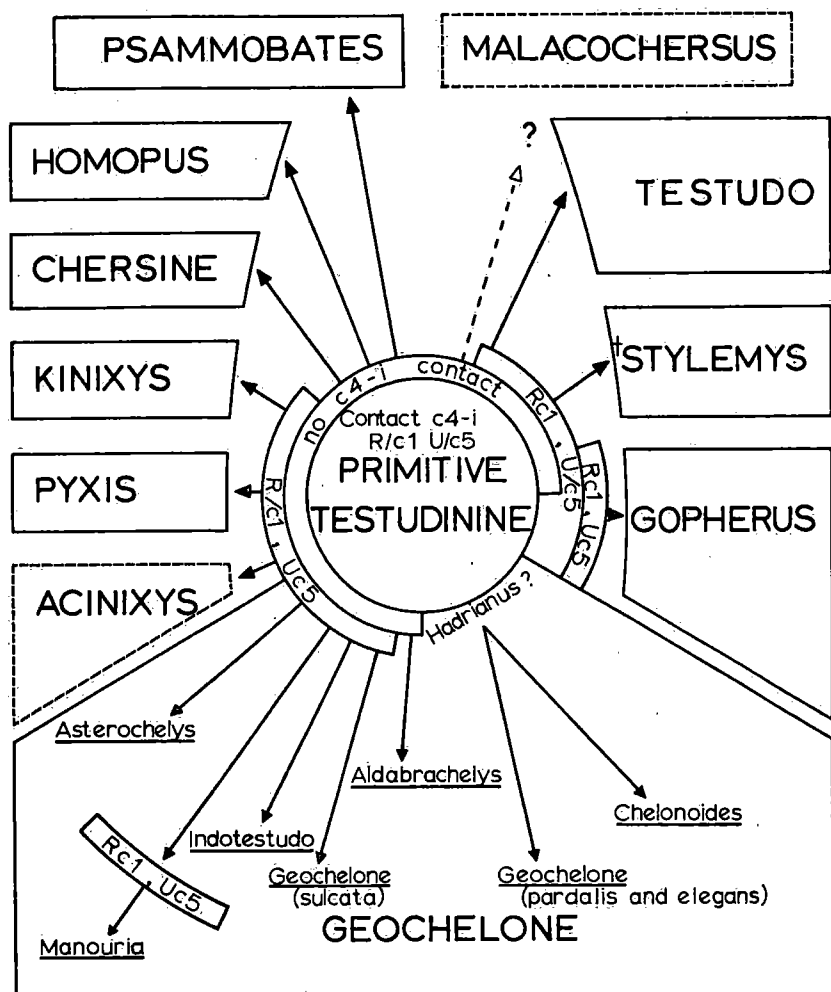 PSAMMOBATES
MALACOCHERSUS
HOMOPUS
?
TESTUDO
CHERSINE
KINIXYS
†STYLEMYS
no c4-i contact
Contact c4-i
R/c1 U/c5
PRIMITIVE
TESTUDININE
Rc1, U/c5
Rc1, Uc5
R/c1, Uc5
PYXIS
GOPHERUS
ACINIXYS
Hadrianus?
Asterochelys
Aldabrachelys
Chelonoides
Indotestudo
Geochelone
(sulcata)
Geochelone
(pardalis and elegans)
Rc1, Uc5
Manouria
GEOCHELONE